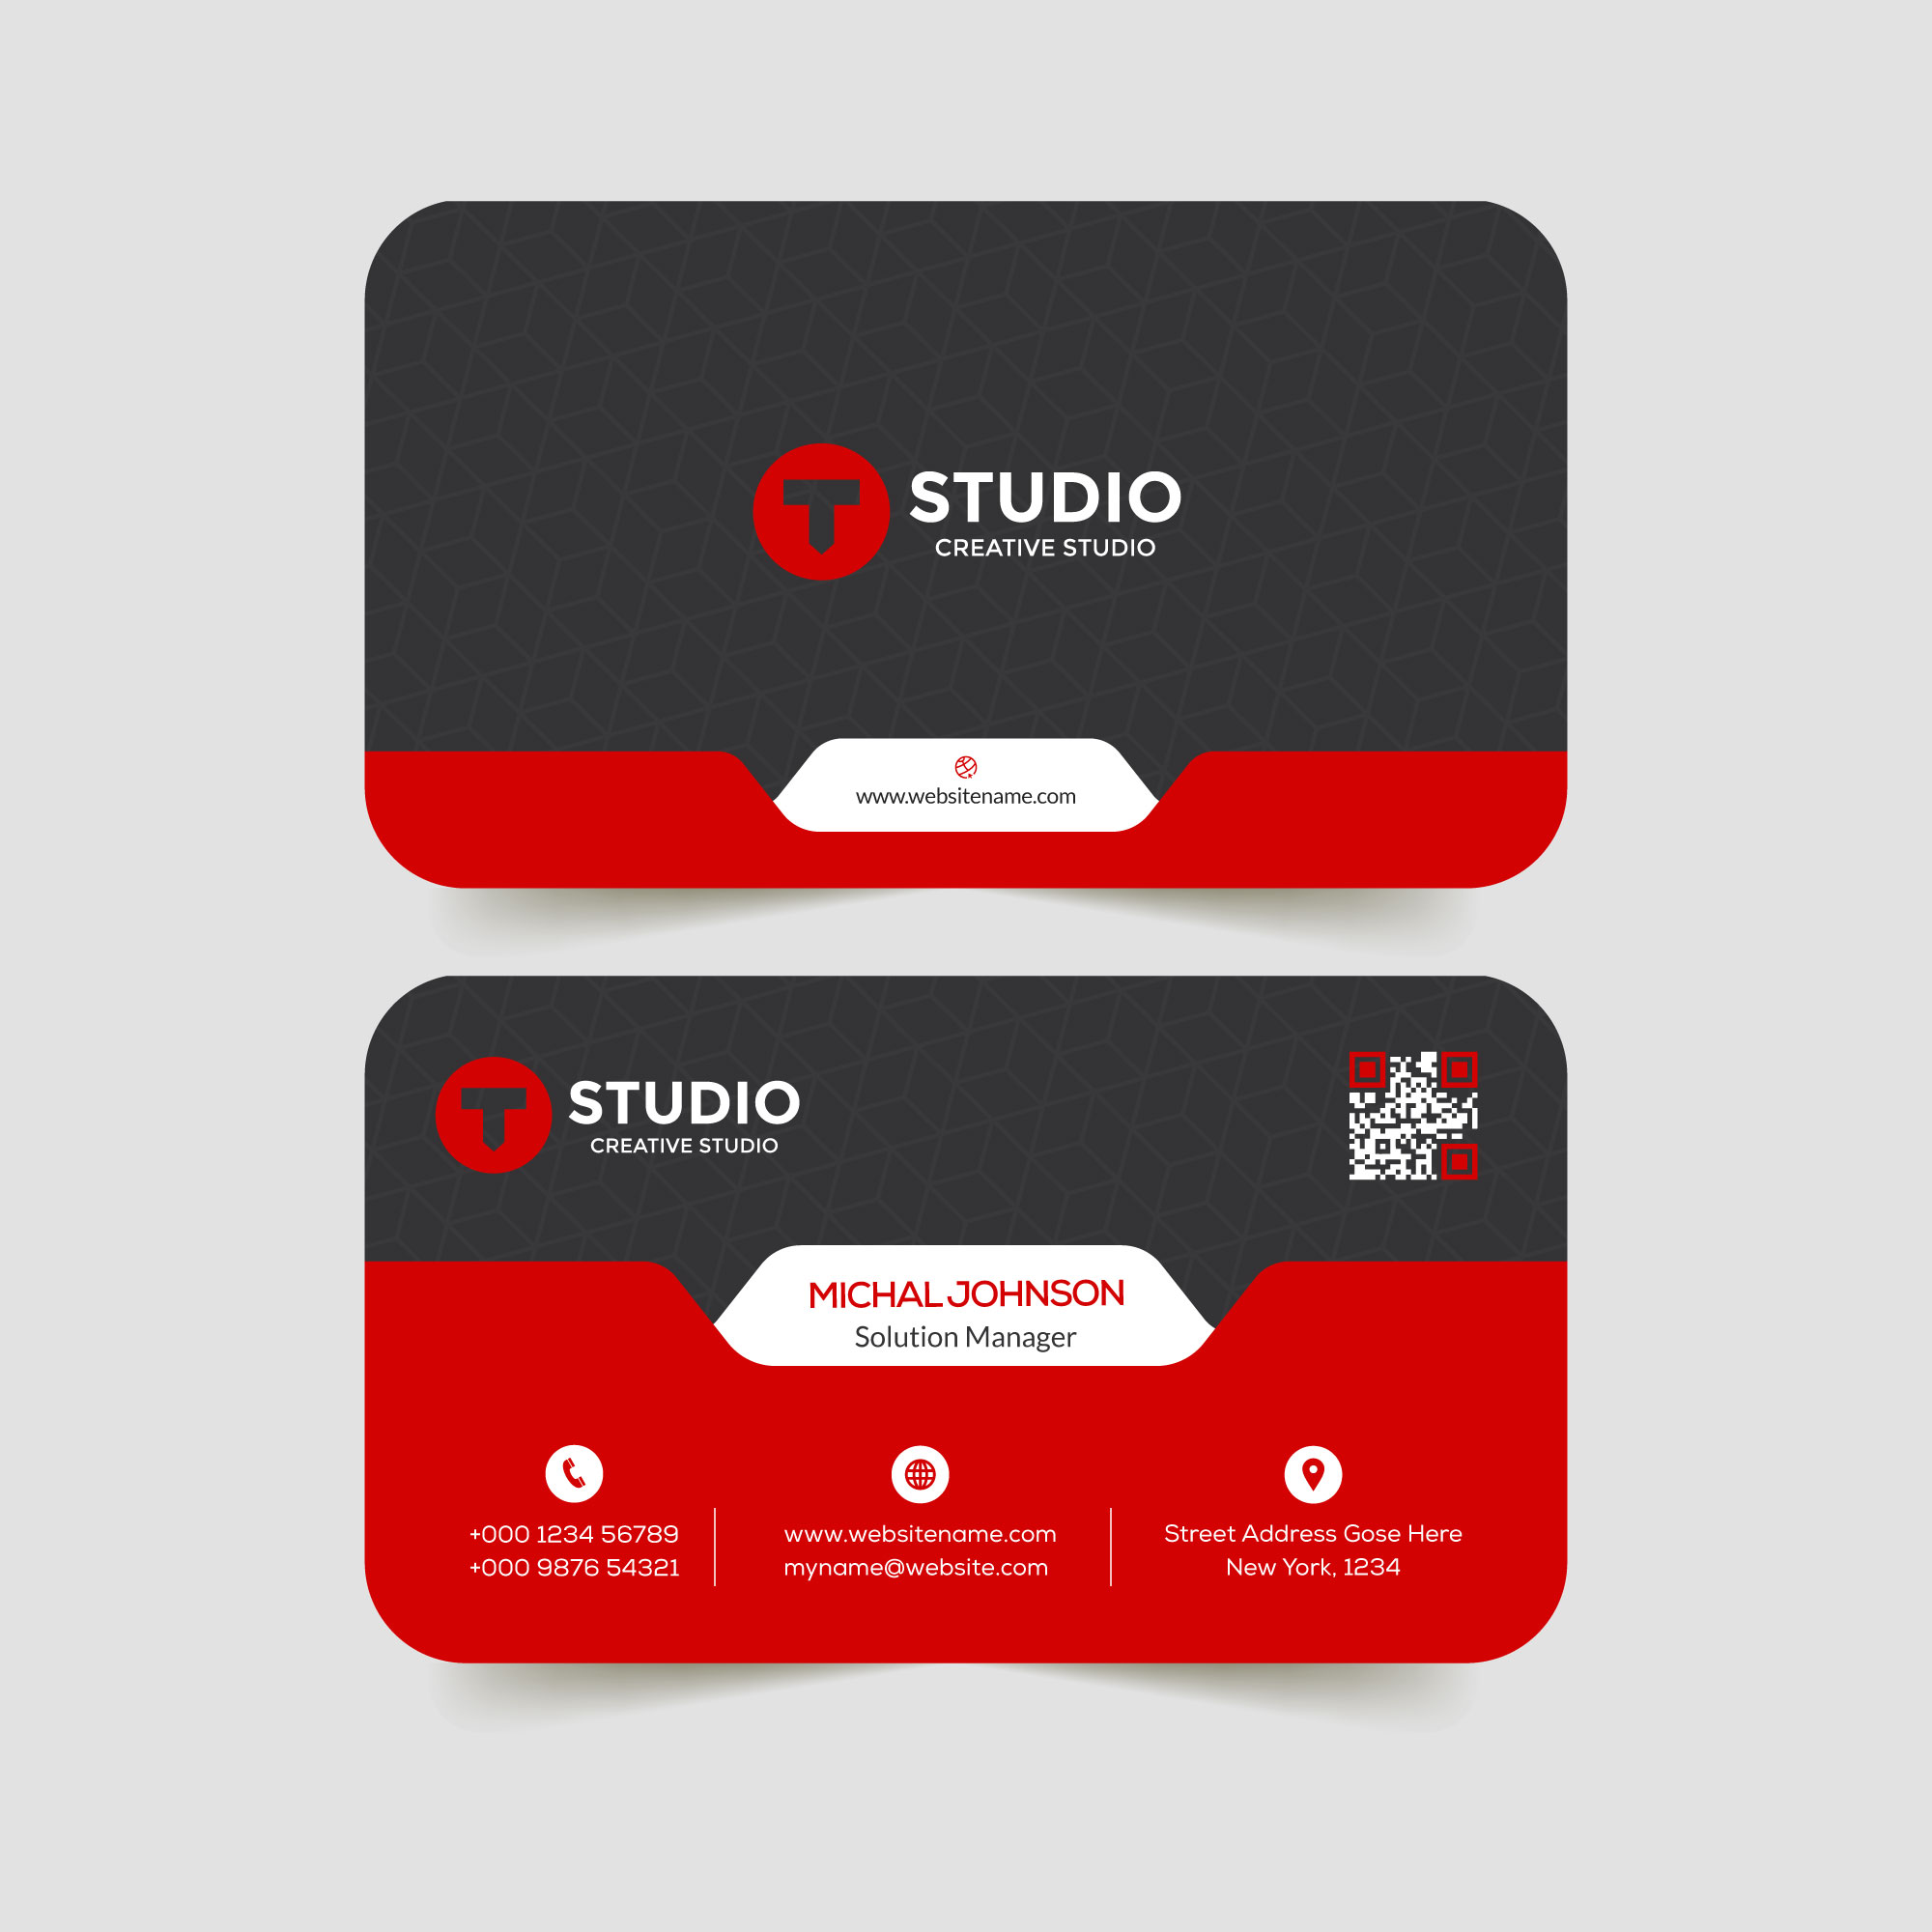 T
STUDIO
CREATIVE STUDIO
www.websitename.com
T
STUDIO
CREATIVE STUDIO
MICHAL JOHNSON
Solution Manager
+000 1234 56789
+000 9876 54321
www.websitename.com
myname@website.com
Street Address Gose Here
New York, 1234